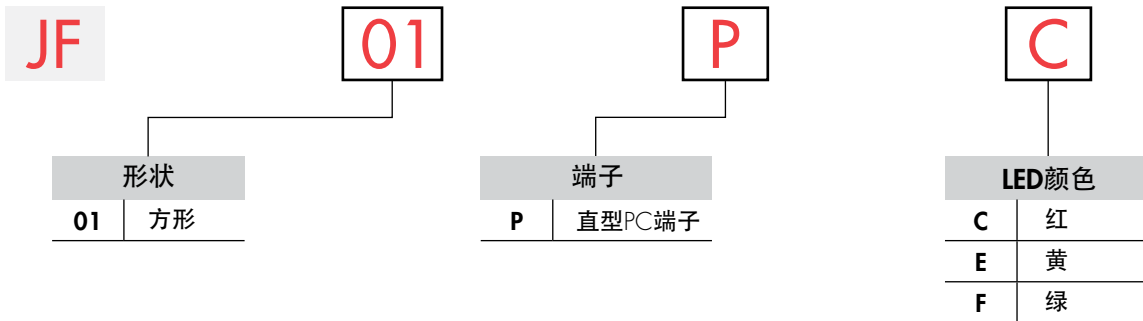 JF 01 P C
形状
01 方形
端子
P 直型PC端子
LED颜色
C 红
E 黄
F 绿